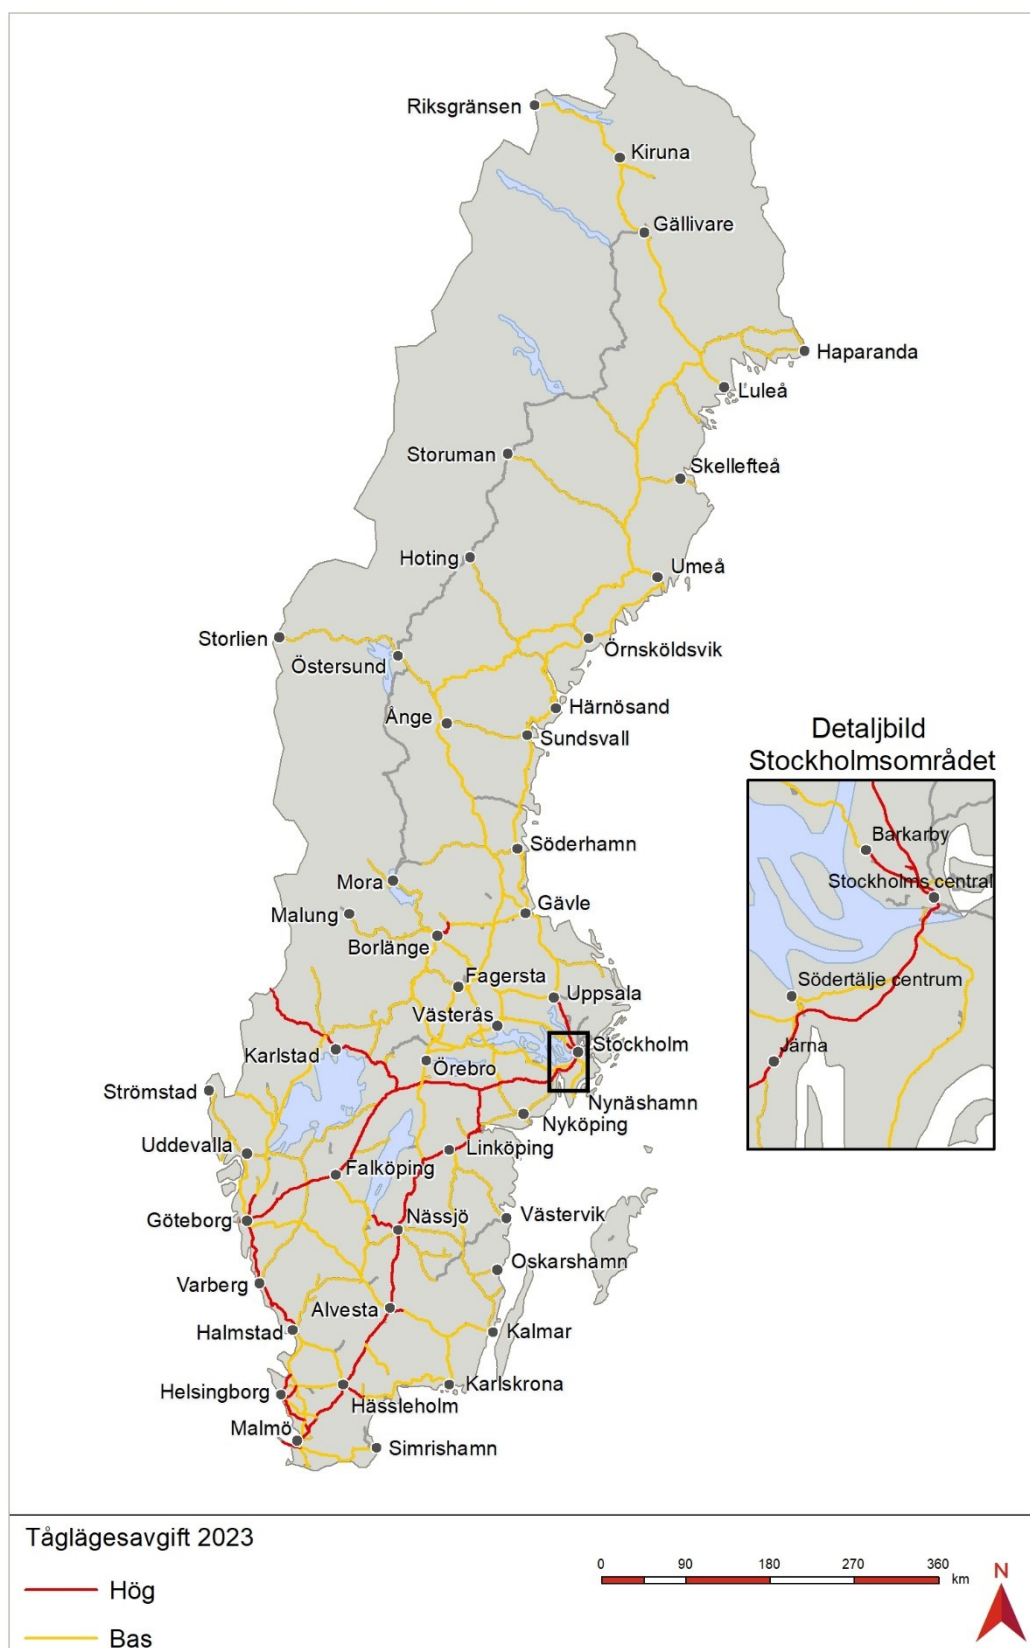 Riksgränsen
Kiruna
Gällivare
Haparanda
Luleå
Storuman
Skellefteå
Hoting
Umeå
Storlien
Östersund
Örnsköldsvik
Ånge
Härnösand
Sundsvall
Detaljbild
Stockholmsområdet
Barkarby
Stockholms central
Södertälje centrum
Järna
Söderhamn
Mora
Malung
Gävle
Borlänge
Fagersta
Uppsala
Västerås
Karlstad
Stockholm
Örebro
Strömstad
Nynäshamn
Nyköping
Uddevalla
Linköping
Falköping
Göteborg
Nässjö
Västervik
Oskarshamn
Varberg
Alvesta
Halmstad
Kalmar
Helsingborg
Karlskrona
Hässleholm
Malmö
Simrishamn
Tåglägesavgift 2023
Hög
Bas
0 90 180 270 360
km
N